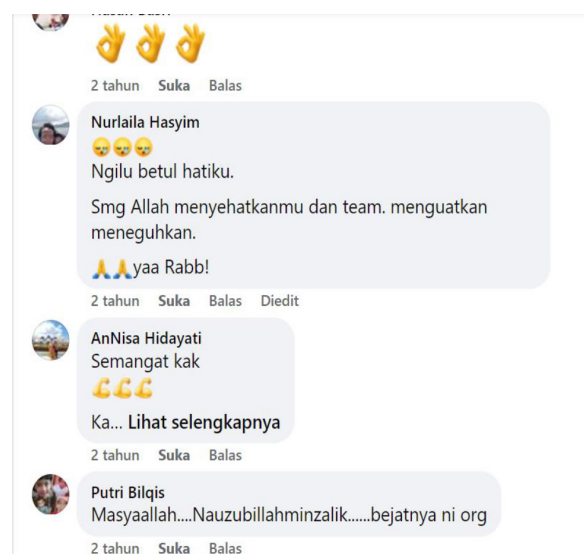 👌👌👌
2 tahun Suka Balas
Nurlaila Hasyim
😪😪😪
Ngilu betul hatiku.
Smg Allah menyehatkanmu dan team. menguatkan
meneguhkan.
🙏🙏yaa Rabb!
2 tahun Suka Balas Diedit
AnNisa Hidayati
Semangat kak
💪💪💪
Ka... Lihat selengkapnya
2 tahun Suka Balas
Putri Bilqis
Masyaallah....Nauzubillahminzalik......bejatnya ni org
2 tahun Suka Balas